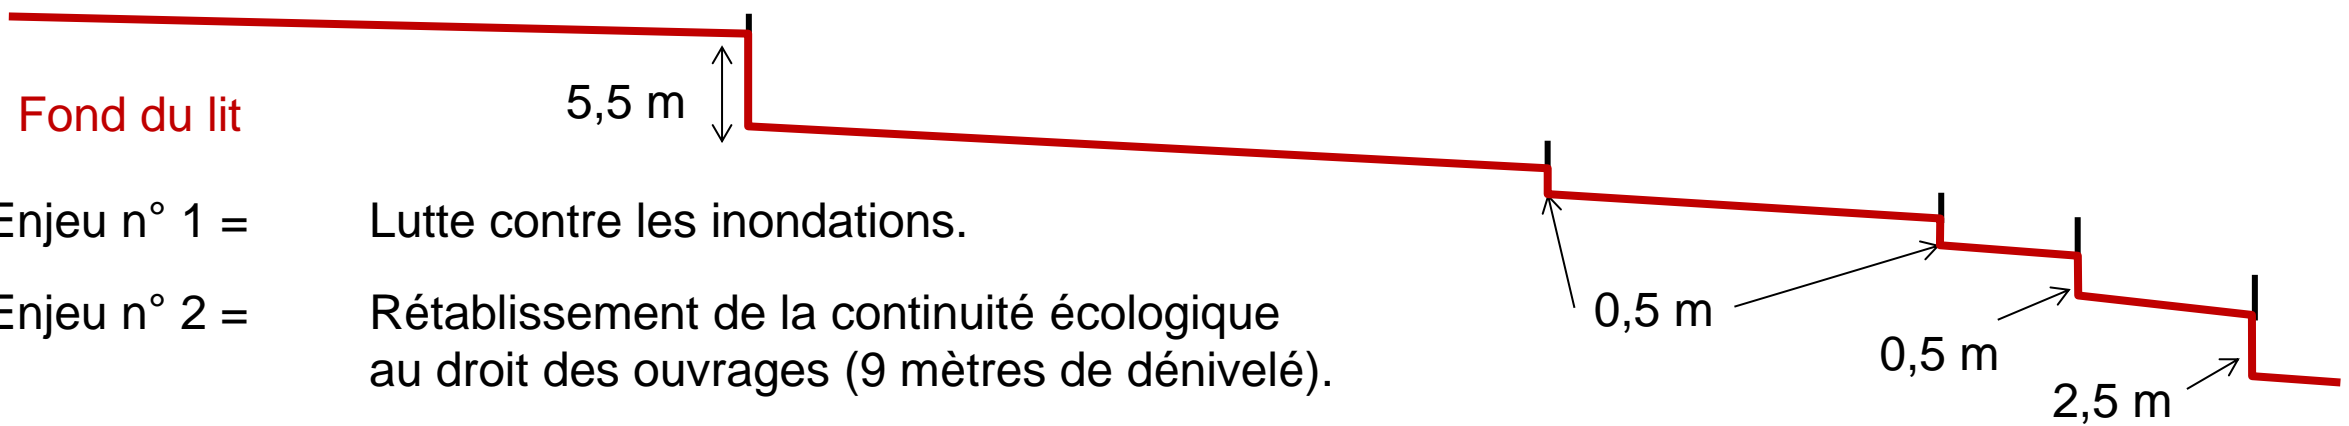 5,5 m
Fond du lit
Enjeu n° 1 = Lutte contre les inondations.
Enjeu n° 2 = Rétablissement de la continuité écologique
au droit des ouvrages (9 mètres de dénivelé).
0,5 m
0,5 m
2,5 m